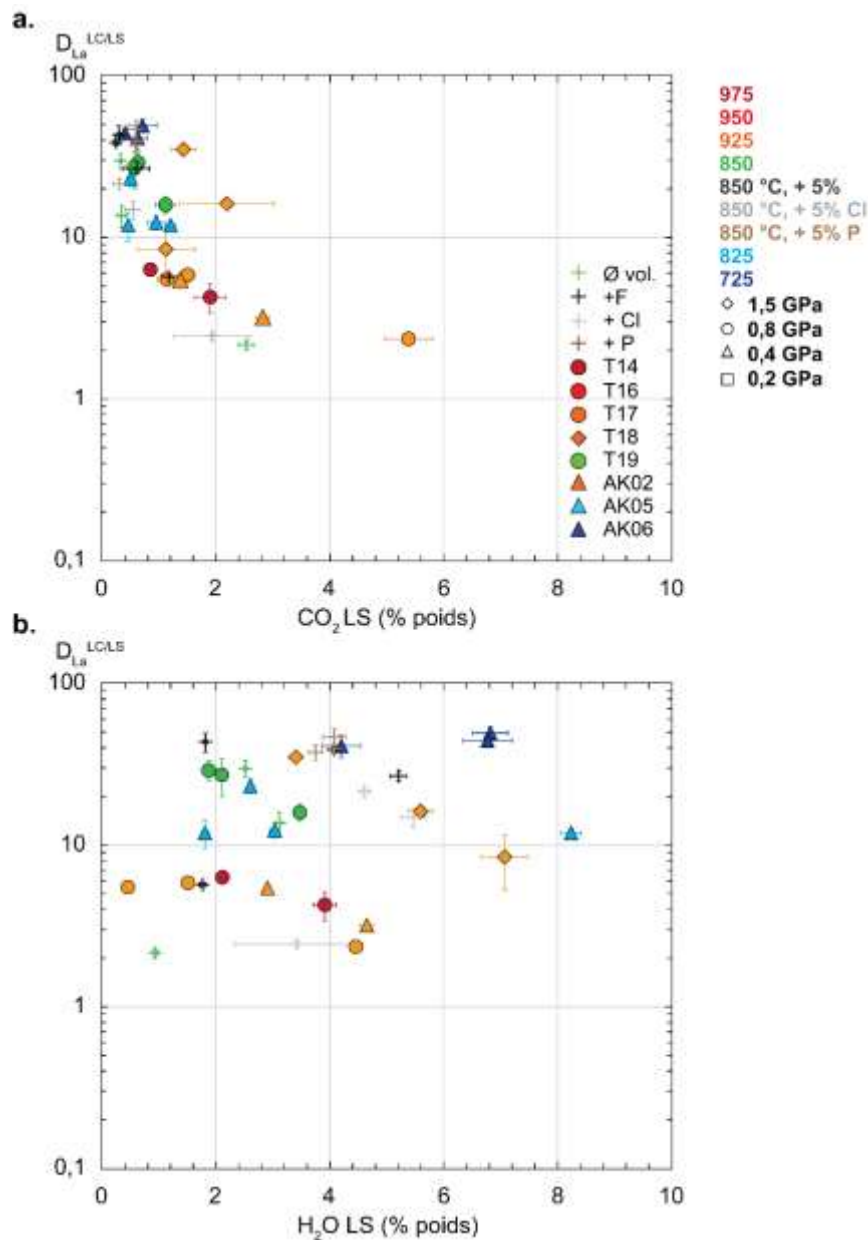 a.
D La LC/LS
100
10
1
0,1
0 2 4 6 8 10
CO2 LS (% poids)
Ø vol.
+F
+ Cl
+ P
T14
T16
T17
T18
T19
AK02
AK05
AK06
975
950
925
850
850 °C, + 5%
850 °C, + 5% Cl
850 °C, + 5% P
825
725
1,5 GPa
0,8 GPa
0,4 GPa
0,2 GPa
b.
D La LC/LS
100
10
1
0,1
0 2 4 6 8 10
H2O LS (% poids)